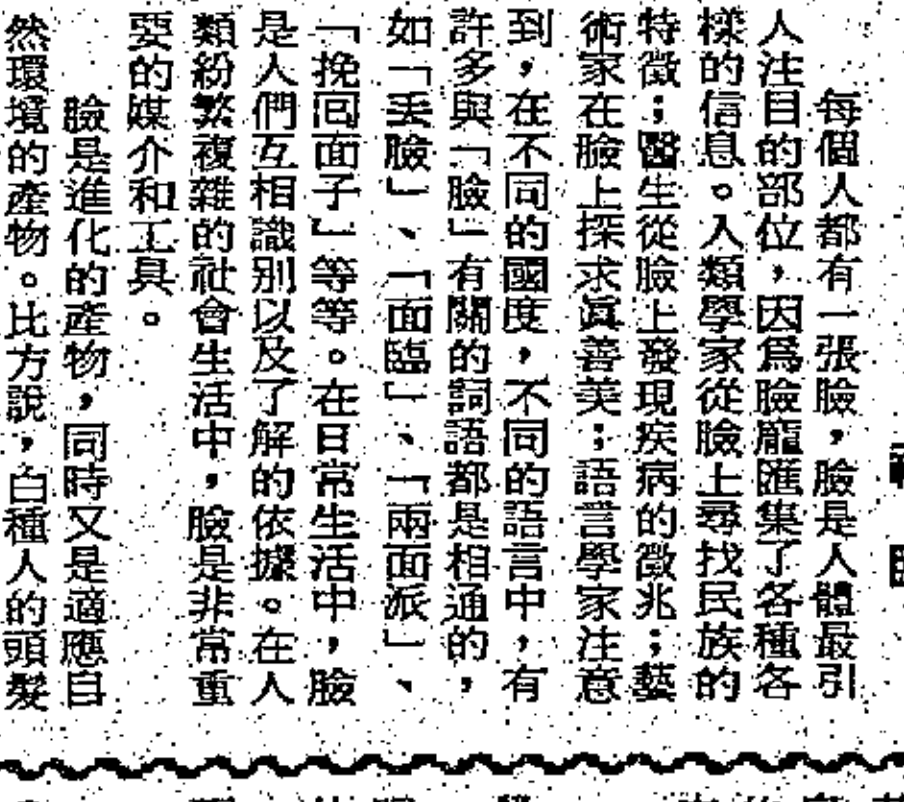 每個人都有一張臉，臉是人體最引
人注目的部位，因爲臉龐匯集了各種各
樣的信息。人類學家從臉上尋找民族的
特徵；醫生從臉上發現疾病的徵兆；藝
術家在臉上探求眞善美；語言學家注意
到，在不同的國度，不同的語言中，有
許多與「臉」有關的詞語都是相通的，
如「丢臉」、「面臨」、「兩面派」、
「挽回面子」等等。在日常生活中，臉
是人們互相識別以及了解的依據。在人
類紛繁複雜的社會生活中，臉是非常重
要的媒介和工具。
臉是進化的產物，同時又是適應自
然環境的產物。比方說，白種人的頭髮